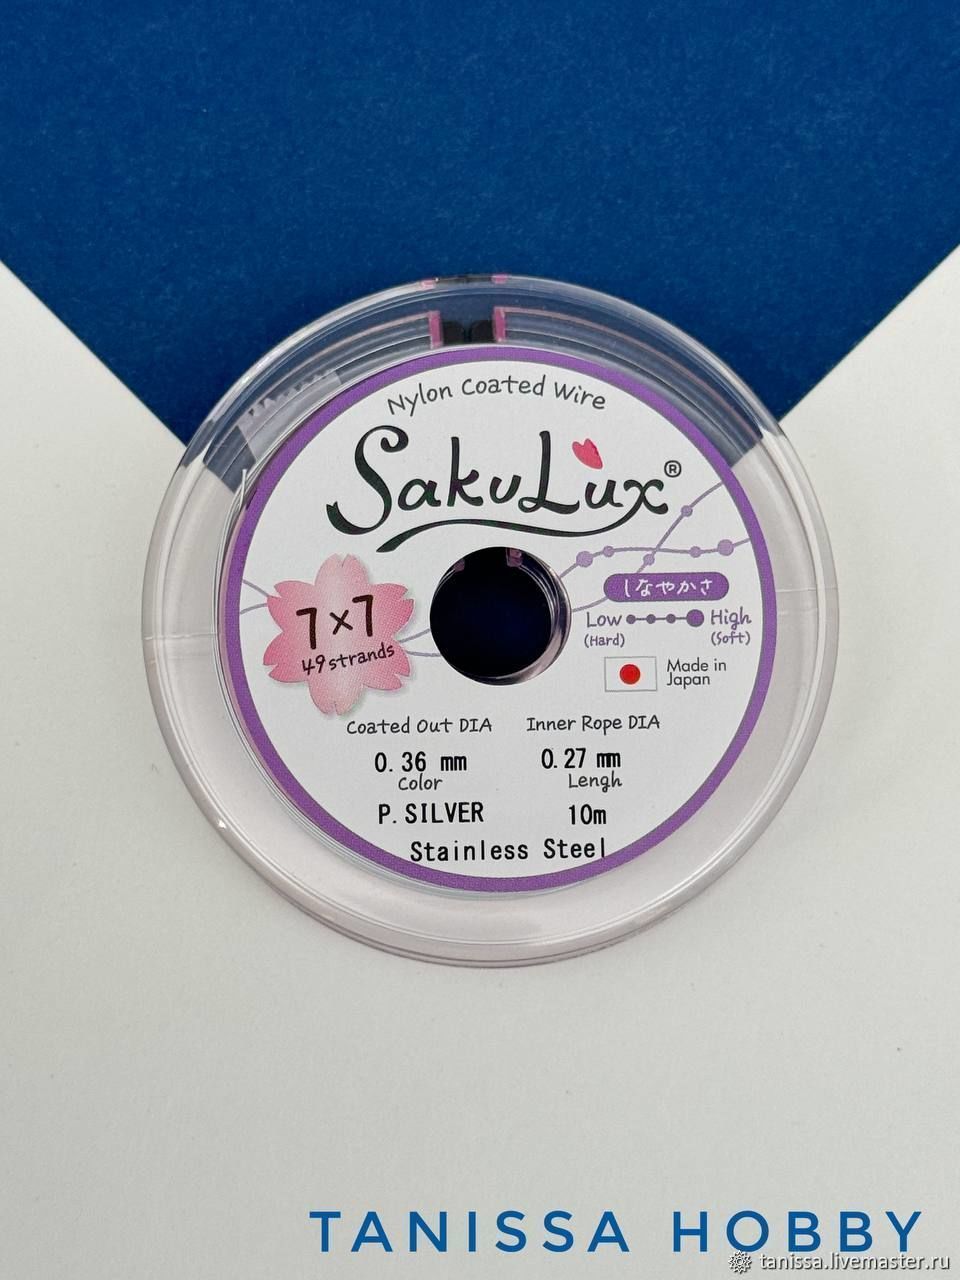 Nylon Coated Wire
SakuLux®
7×7
49 strands
しなやかさ
Low High
(Hard) (Soft)
Made in
Japan
Coated Out DIA Inner Rope DIA
0.36 mm 0.27 mm
Color Lengh
P. SILVER 10m
Stainless Steel
TANISSA HOBBY
tanissa.livemaster.ru